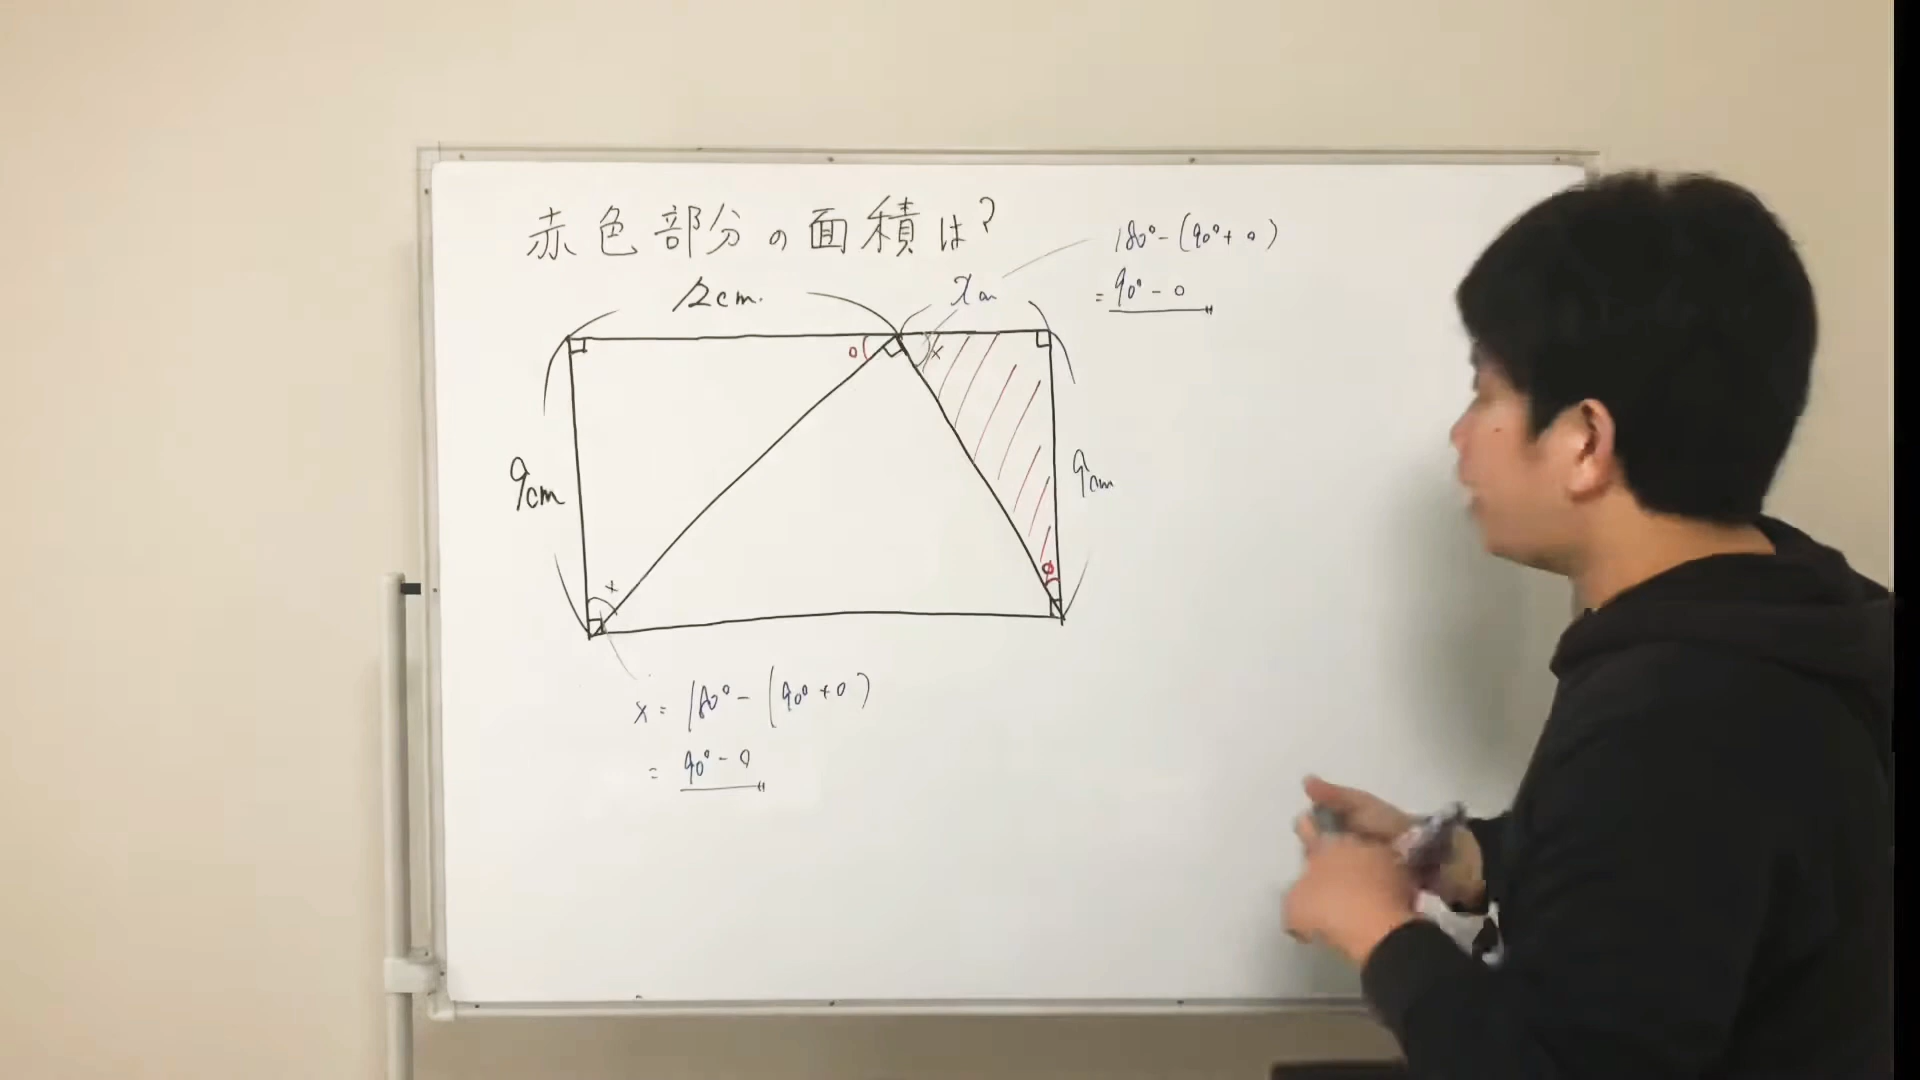 赤色部分の面積は?
12cm.
xcm
180°-(90°+○)
=90°-○
○
×
9cm
9cm
○
×
x=180°-(90°+○)
=90°-○